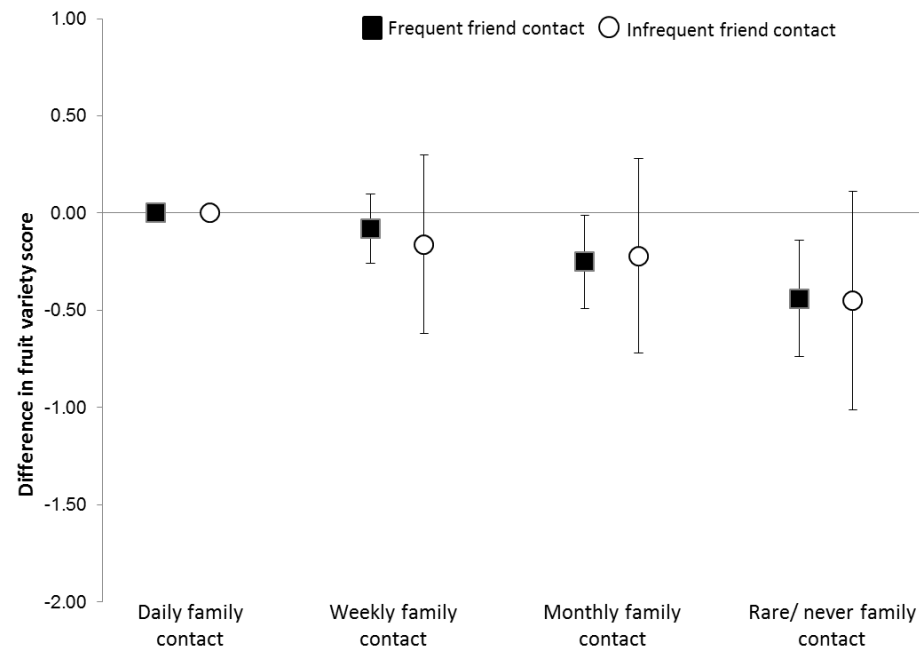 Frequent friend contact Infrequent friend contact
1.00
0.50
0.00
-0.50
-1.00
-1.50
-2.00
Difference in fruit variety score
Daily family
contact
Weekly family
contact
Monthly family
contact
Rare/ never family
contact